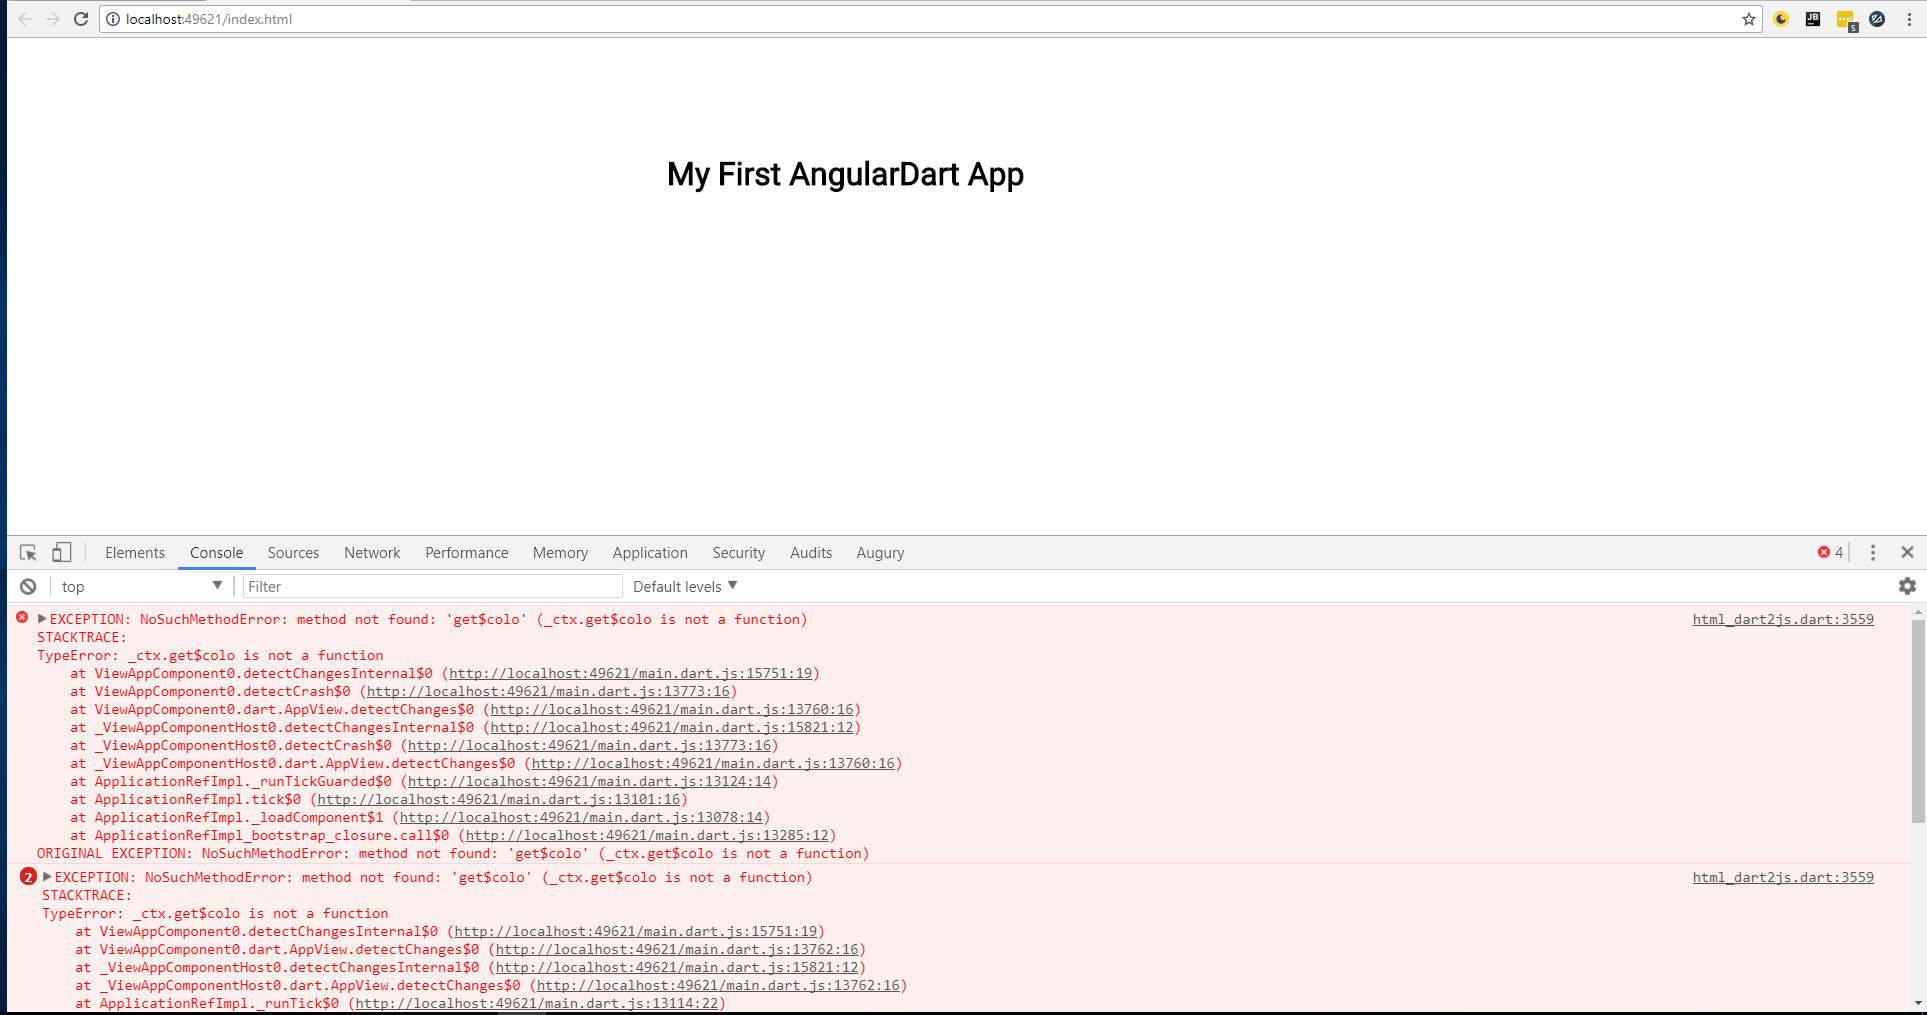 localhost:49621/index.html
JB
5
My First AngularDart App
Elements Console Sources Network Performance Memory Application Security Audits Augury 4
top Filter Default levels
EXCEPTION: NoSuchMethodError: method not found: 'get$colo' (_ctx.get$colo is not a function) html_dart2js.dart:3559
STACKTRACE:
TypeError: _ctx.get$colo is not a function
at ViewAppComponent0.detectChangesInternal$0 (http://localhost:49621/main.dart.js:15751:19)
at ViewAppComponent0.detectCrash$0 (http://localhost:49621/main.dart.js:13773:16)
at ViewAppComponent0.dart.AppView.detectChanges$0 (http://localhost:49621/main.dart.js:13760:16)
at _ViewAppComponentHost0.detectChangesInternal$0 (http://localhost:49621/main.dart.js:15821:12)
at _ViewAppComponentHost0.detectCrash$0 (http://localhost:49621/main.dart.js:13773:16)
at _ViewAppComponentHost0.dart.AppView.detectChanges$0 (http://localhost:49621/main.dart.js:13760:16)
at ApplicationRefImpl._runTickGuarded$0 (http://localhost:49621/main.dart.js:13124:14)
at ApplicationRefImpl.tick$0 (http://localhost:49621/main.dart.js:13101:16)
at ApplicationRefImpl._loadComponent$1 (http://localhost:49621/main.dart.js:13078:14)
at ApplicationRefImpl_bootstrap_closure.call$0 (http://localhost:49621/main.dart.js:13285:12)
ORIGINAL EXCEPTION: NoSuchMethodError: method not found: 'get$colo' (_ctx.get$colo is not a function)
2 EXCEPTION: NoSuchMethodError: method not found: 'get$colo' (_ctx.get$colo is not a function) html_dart2js.dart:3559
STACKTRACE:
TypeError: _ctx.get$colo is not a function
at ViewAppComponent0.detectChangesInternal$0 (http://localhost:49621/main.dart.js:15751:19)
at ViewAppComponent0.dart.AppView.detectChanges$0 (http://localhost:49621/main.dart.js:13762:16)
at _ViewAppComponentHost0.detectChangesInternal$0 (http://localhost:49621/main.dart.js:15821:12)
at _ViewAppComponentHost0.dart.AppView.detectChanges$0 (http://localhost:49621/main.dart.js:13762:16)
at ApplicationRefImpl._runTick$0 (http://localhost:49621/main.dart.js:13114:22)